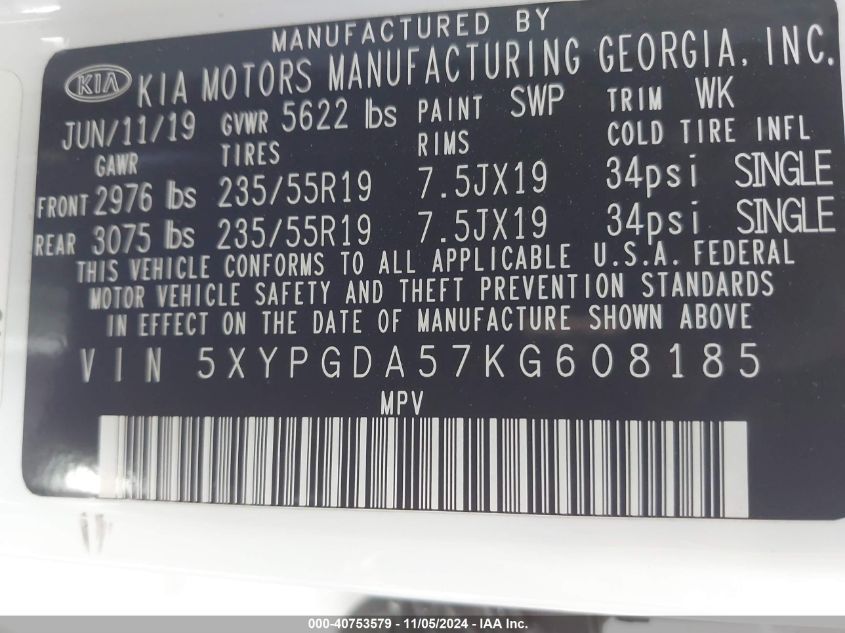 MANUFACTURED BY
KIA KIA MOTORS MANUFACTURING GEORGIA, INC.
JUN/11/19 GVWR 5622 lbs PAINT SWP TRIM WK
GAWR TIRES RIMS COLD TIRE INFL
FRONT 2976 lbs 235/55R19 7.5JX19 34psi SINGLE
REAR 3075 lbs 235/55R19 7.5JX19 34psi SINGLE
THIS VEHICLE CONFORMS TO ALL APPLICABLE U.S.A. FEDERAL
MOTOR VEHICLE SAFETY AND THEFT PREVENTION STANDARDS
IN EFFECT ON THE DATE OF MANUFACTURE SHOWN ABOVE
VIN 5XYPGDA57KG608185
MPV
000-40753579 - 11/05/2024 - IAA Inc.